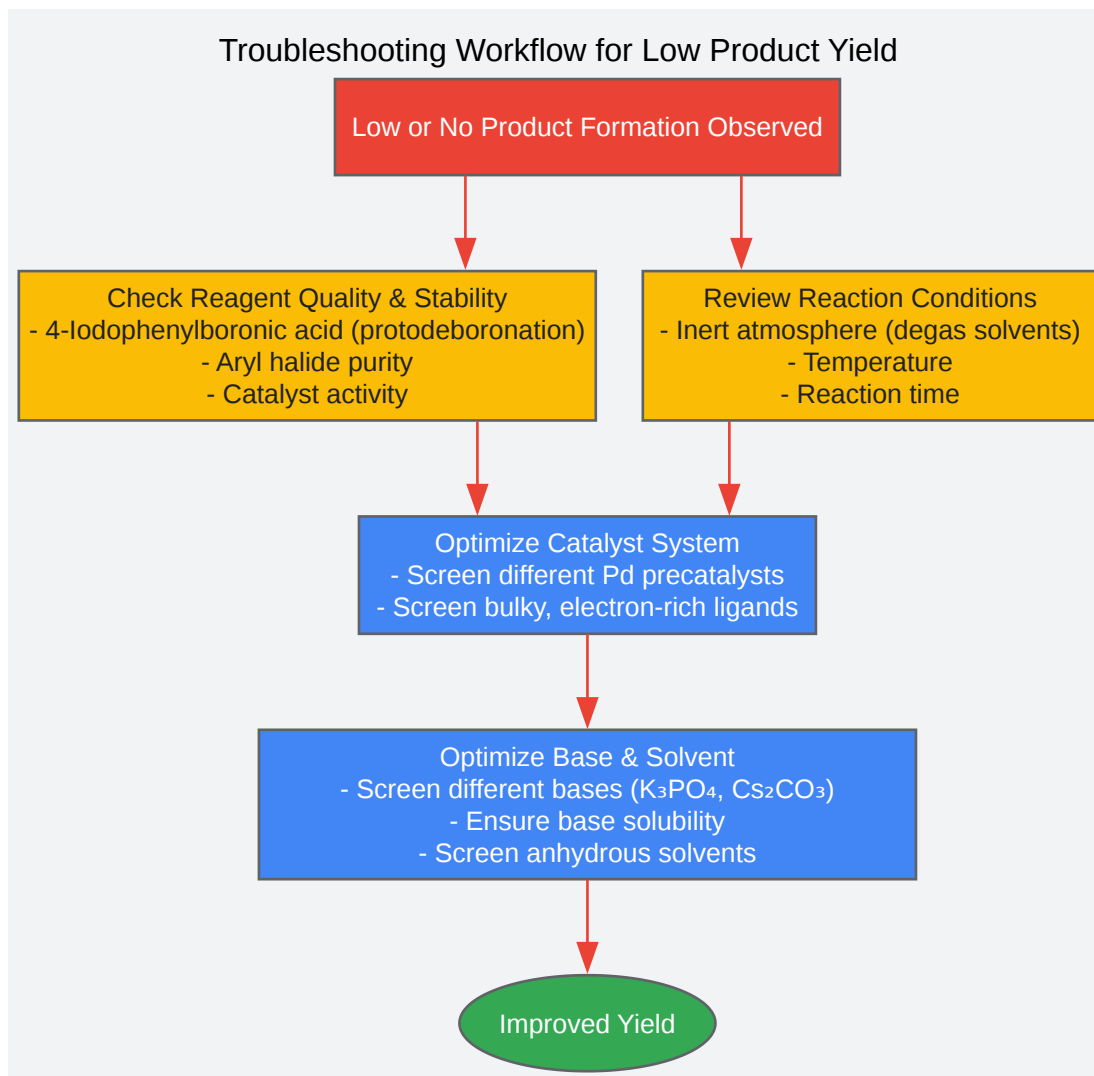 Troubleshooting Workflow for Low Product Yield
Low or No Product Formation Observed
Check Reagent Quality & Stability
- 4-Iodophenylboronic acid (protodeboronation)
- Aryl halide purity
- Catalyst activity
Review Reaction Conditions
- Inert atmosphere (degas solvents)
- Temperature
- Reaction time
Optimize Catalyst System
- Screen different Pd precatalysts
- Screen bulky, electron-rich ligands
Optimize Base & Solvent
- Screen different bases (K₃PO₄, Cs₂CO₃)
- Ensure base solubility
- Screen anhydrous solvents
Improved Yield